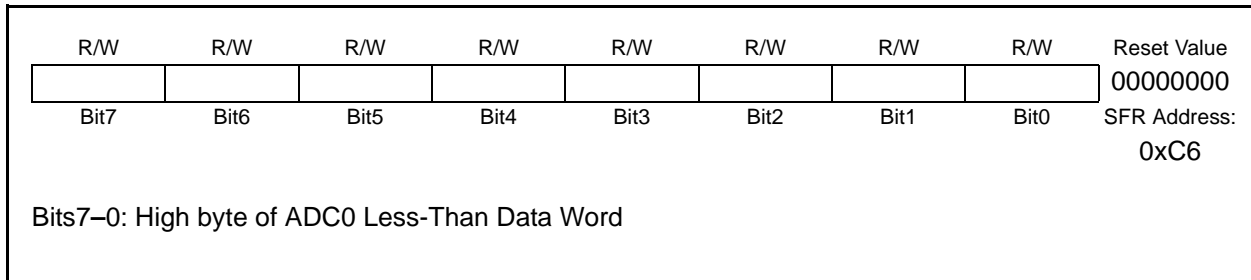 R/W R/W R/W R/W R/W R/W R/W R/W Reset Value
00000000
Bit7 Bit6 Bit5 Bit4 Bit3 Bit2 Bit1 Bit0 SFR Address:
0xC6
Bits7–0: High byte of ADC0 Less-Than Data Word